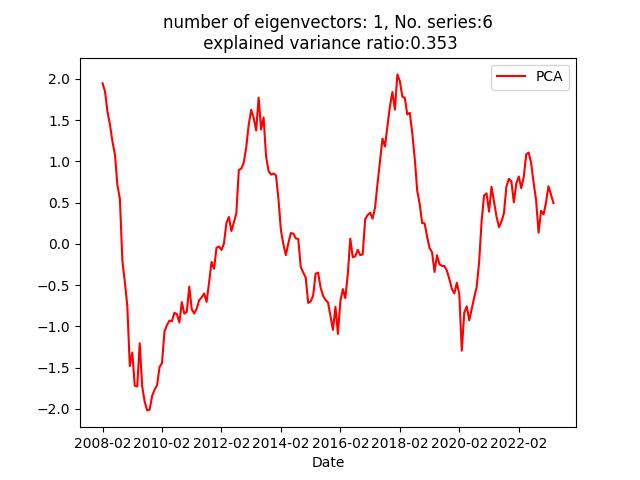 number of eigenvectors: 1, No. series:6
explained variance ratio:0.353
PCA
2.0
1.5
1.0
0.5
0.0
−0.5
−1.0
−1.5
−2.0
2008-02 2010-02 2012-02 2014-02 2016-02 2018-02 2020-02 2022-02
Date